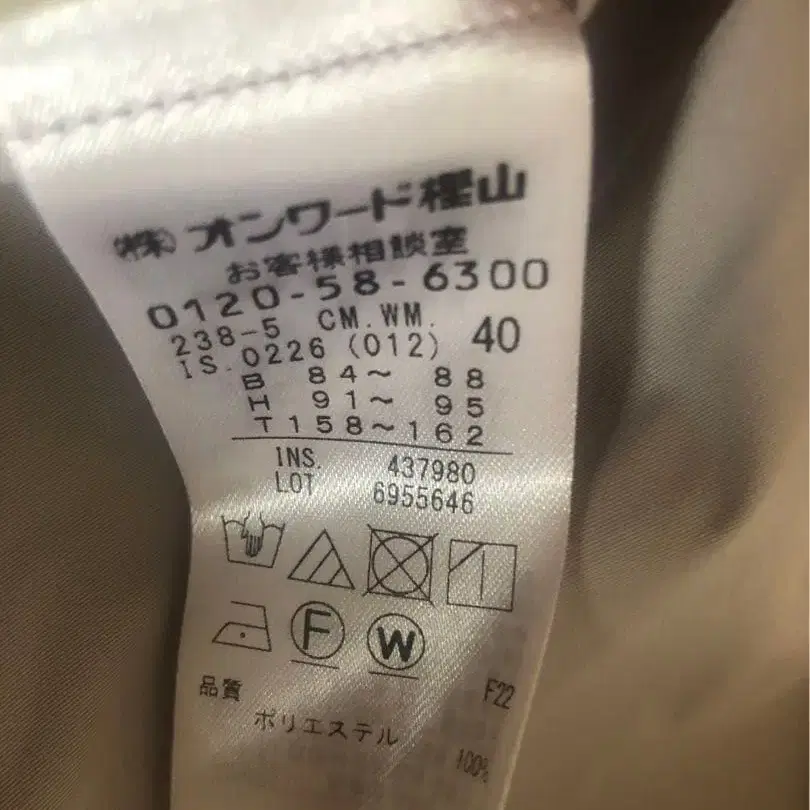 ㈱オンワード樫山
お客様相談室
0120-58-6300
238-5 CM.WM.
IS.0226 (012) 40
B 84～ 88
H 91～ 95
T 158～162
INS. 437980
LOT 6955646
F W
品質 F22
ポリエステル 100%